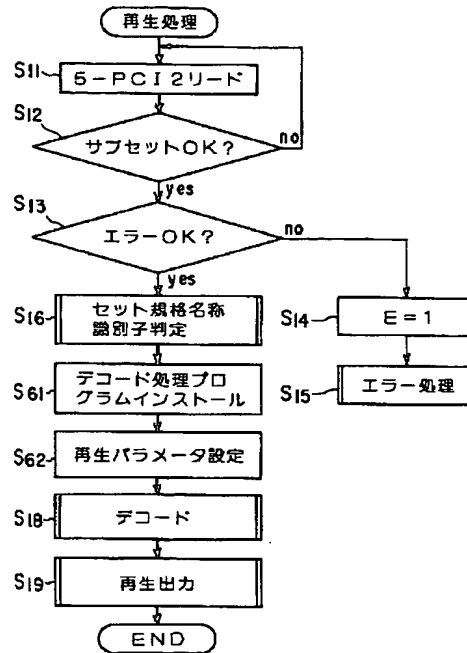 再生処理
S11
5-PCI2リード
S12
サブセットOK?
no
yes
S13
エラーOK?
no
yes
S16
セット規格名称
識別子判定
S14
E=1
S61
デコード処理プロ
グラムインストール
S15
エラー処理
S62
再生パラメータ設定
S18
デコード
S19
再生出力
END